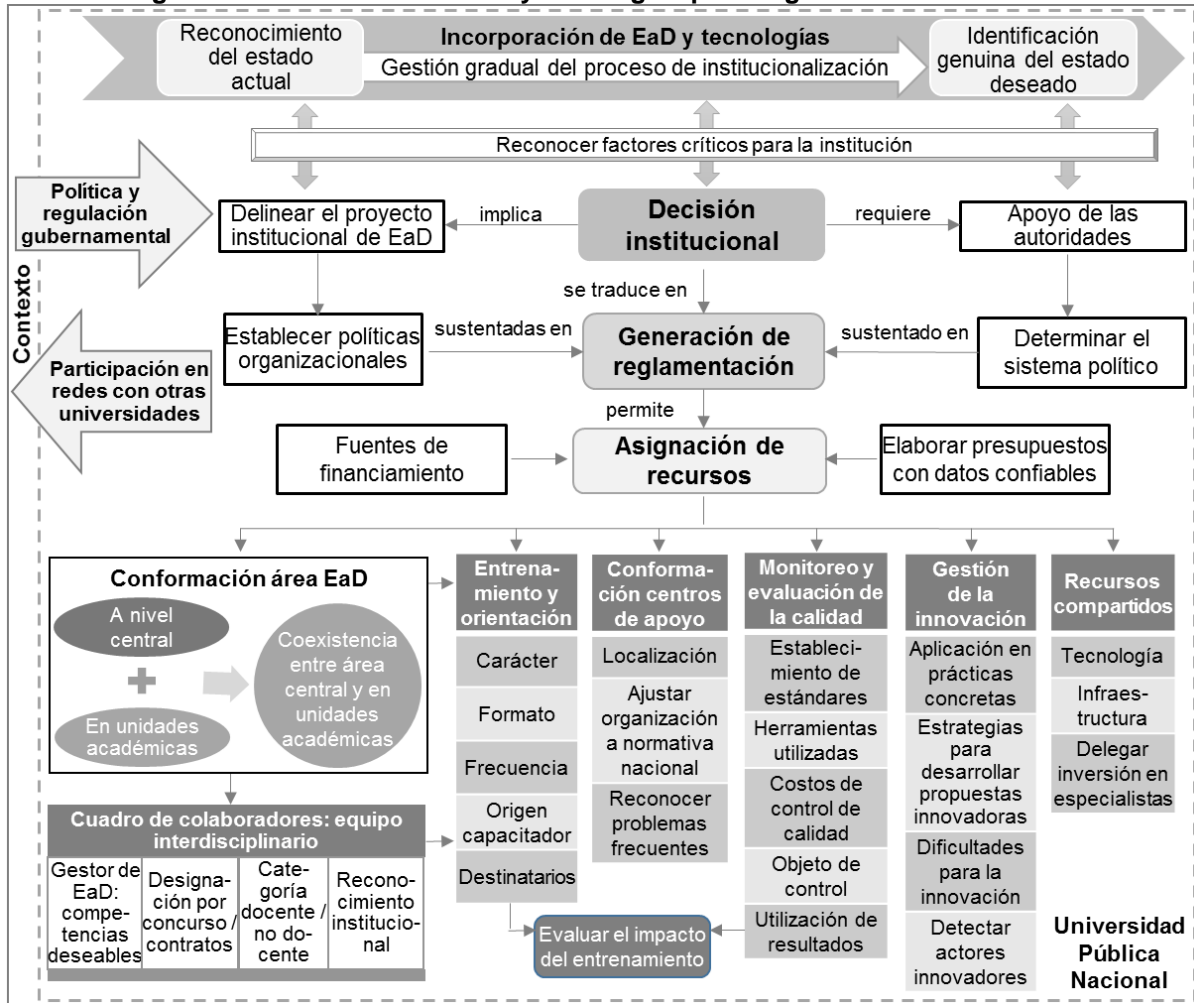 Reconocimiento
del estado
actual
Incorporación de EaD y tecnologías
Gestión gradual del proceso de institucionalización
Identificación
genuina del estado
deseado
Reconocer factores críticos para la institución
Política y
regulación
gubernamental
Delinear el proyecto
institucional de EaD
implica
Decisión
institucional
requiere
Apoyo de las
autoridades
Contexto
se traduce en
Establecer políticas
organizacionales
sustentadas en
Generación de
reglamentación
sustentado en
Determinar el
sistema político
Participación en
redes con otras
universidades
permite
Fuentes de
financiamiento
Asignación de
recursos
Elaborar presupuestos
con datos confiables
Conformación área EaD
A nivel
central
En unidades
académicas
Coexistencia
entre área
central y en
unidades
académicas
Cuadro de colaboradores: equipo
interdisciplinario
Gestor de
EaD:
compe-
tencias
deseables
Designa-
ción por
concurso /
contratos
Cate-
goría
docente /
no do-
cente
Recono-
cimiento
institucio-
nal
Entrena-
miento y
orientación
Carácter
Formato
Frecuencia
Origen
capacitador
Destinatarios
Conforma-
ción centros
de apoyo
Localización
Ajustar
organización
a normativa
nacional
Reconocer
problemas
frecuentes
Monitoreo y
evaluación de
la calidad
Estableci-
miento de
estándares
Herramientas
utilizadas
Costos de
control de
calidad
Objeto de
control
Utilización de
resultados
Evaluar el impacto
del entrenamiento
Gestión
de la
innovación
Aplicación en
prácticas
concretas
Estrategias
para
desarrollar
propuestas
innovadoras
Dificultades
para la
innovación
Detectar
actores
innovadores
Recursos
compartidos
Tecnología
Infraes-
tructura
Delegar
inversión en
especialistas
Universidad
Pública
Nacional